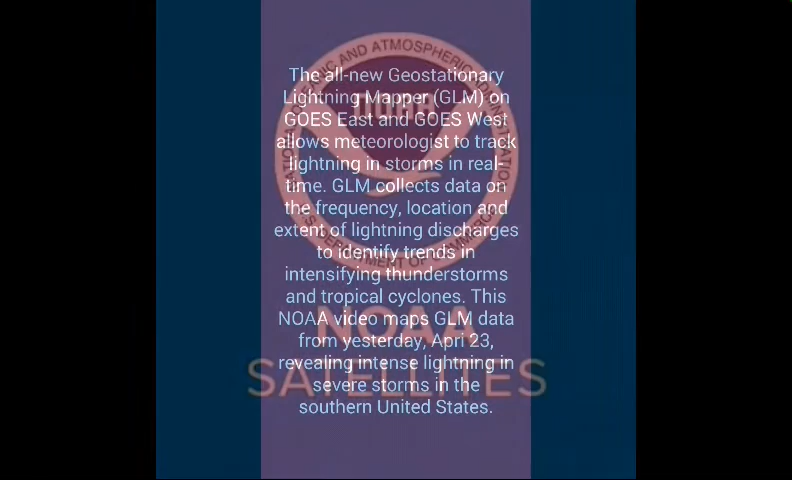 The all-new Geostationary
Lightning Mapper (GLM) on
GOES East and GOES West
allows meteorologist to track
lightning in storms in real-
time. GLM collects data on
the frequency, location and
extent of lightning discharges
to identify trends in
intensifying thunderstorms
and tropical cyclones. This
NOAA video maps GLM data
from yesterday, Apri 23,
revealing intense lightning in
severe storms in the
southern United States.
NOAA
NOAA
SATELLITES